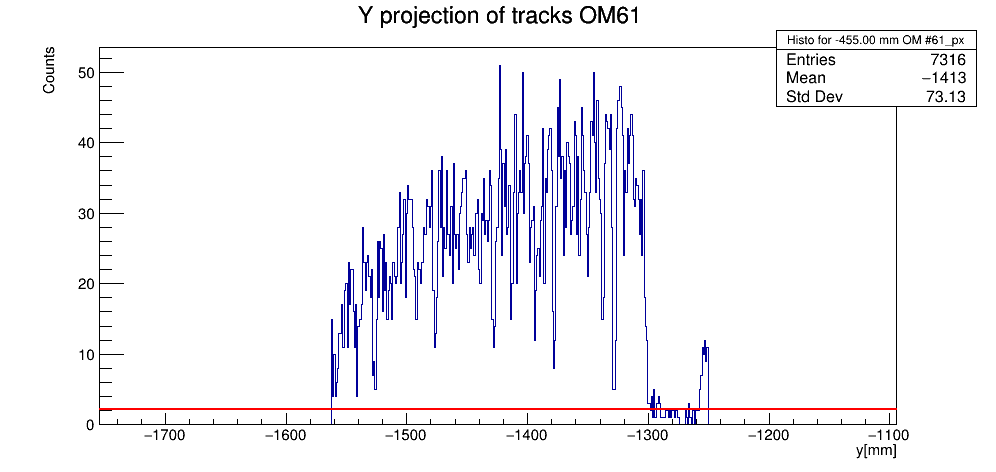 Y projection of tracks OM61
Histo for -455.00 mm OM #61_px
Entries 7316
Mean −1413
Std Dev 73.13
Counts
50
40
30
20
10
0
−1700 −1600 −1500 −1400 −1300 −1200 −1100
y[mm]